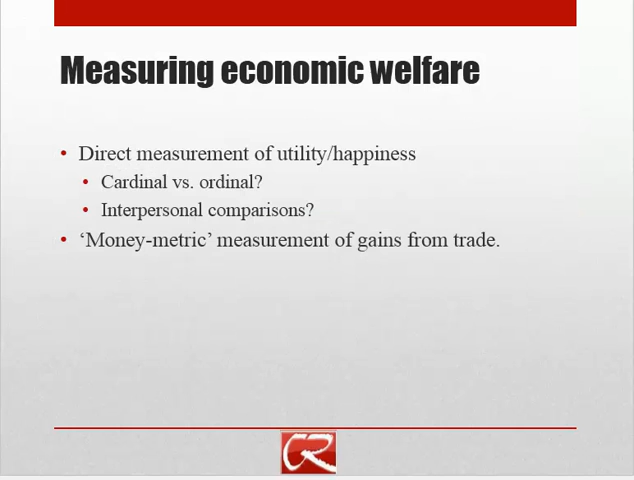 Measuring economic welfare
• Direct measurement of utility/happiness
• Cardinal vs. ordinal?
• Interpersonal comparisons?
• ‘Money-metric’ measurement of gains from trade.